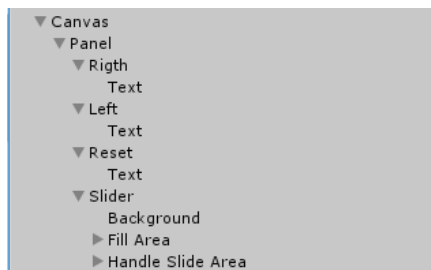 Canvas
Panel
Rigth
Text
Left
Text
Reset
Text
Slider
Background
Fill Area
Handle Slide Area